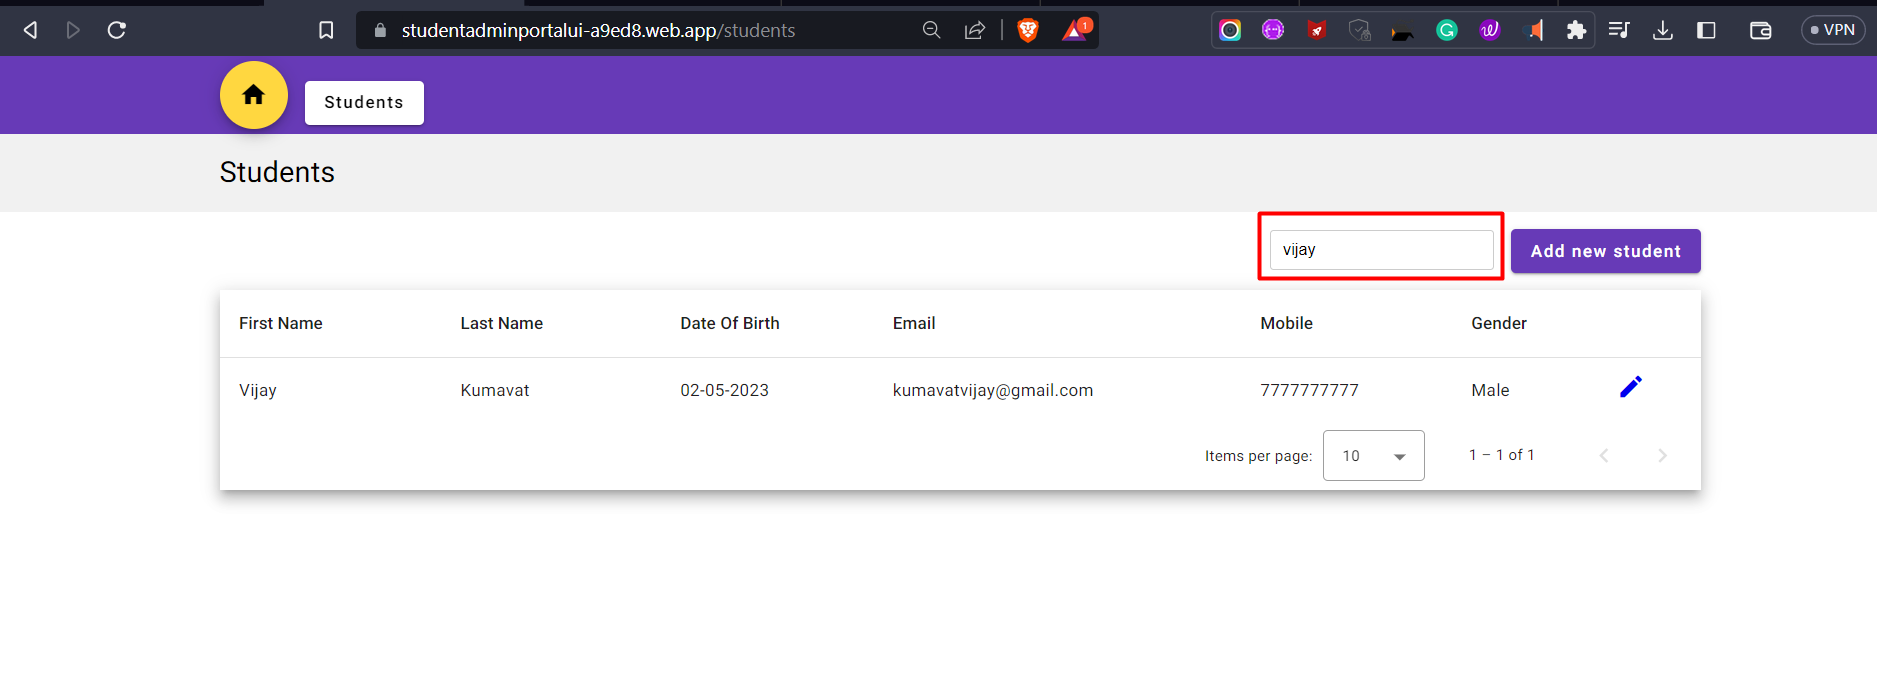 studentadminportalui-a9ed8.web.app/students
1
VPN
Students
Students
vijay
Add new student
First Name Last Name Date Of Birth Email Mobile Gender
Vijay Kumavat 02-05-2023 kumavatvijay@gmail.com 7777777777 Male
Items per page: 10 1 – 1 of 1